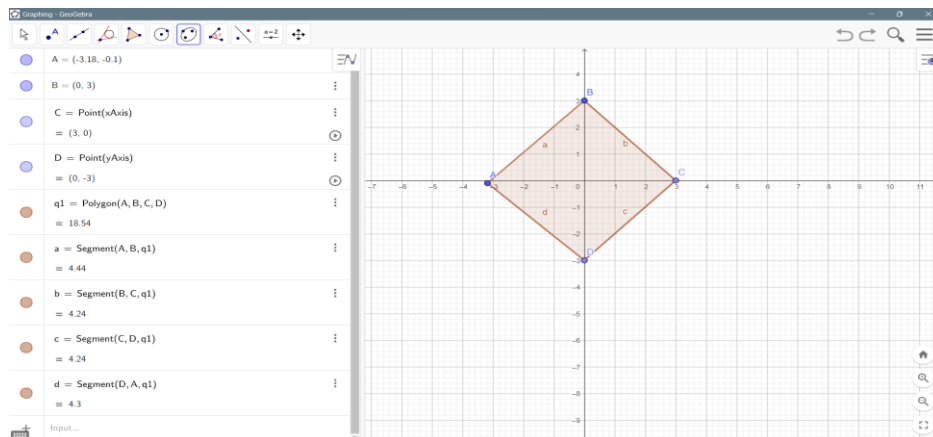 Graphing - GeoGebra
A
a=2
A = (-3.18, -0.1)
B = (0, 3)
C = Point(xAxis)
= (3, 0)
D = Point(yAxis)
= (0, -3)
q1 = Polygon(A, B, C, D)
= 18.54
a = Segment(A, B, q1)
= 4.44
b = Segment(B, C, q1)
= 4.24
c = Segment(C, D, q1)
= 4.24
d = Segment(D, A, q1)
= 4.3
Input...
4
B
3
2
a b
1
A C
-7 -6 -5 -4 -3 -2 -1 0 1 2 3 4 5 6 7 8 9 10 11
-1
d c
-2
D
-3
-4
-5
-6
-7
-8
-9